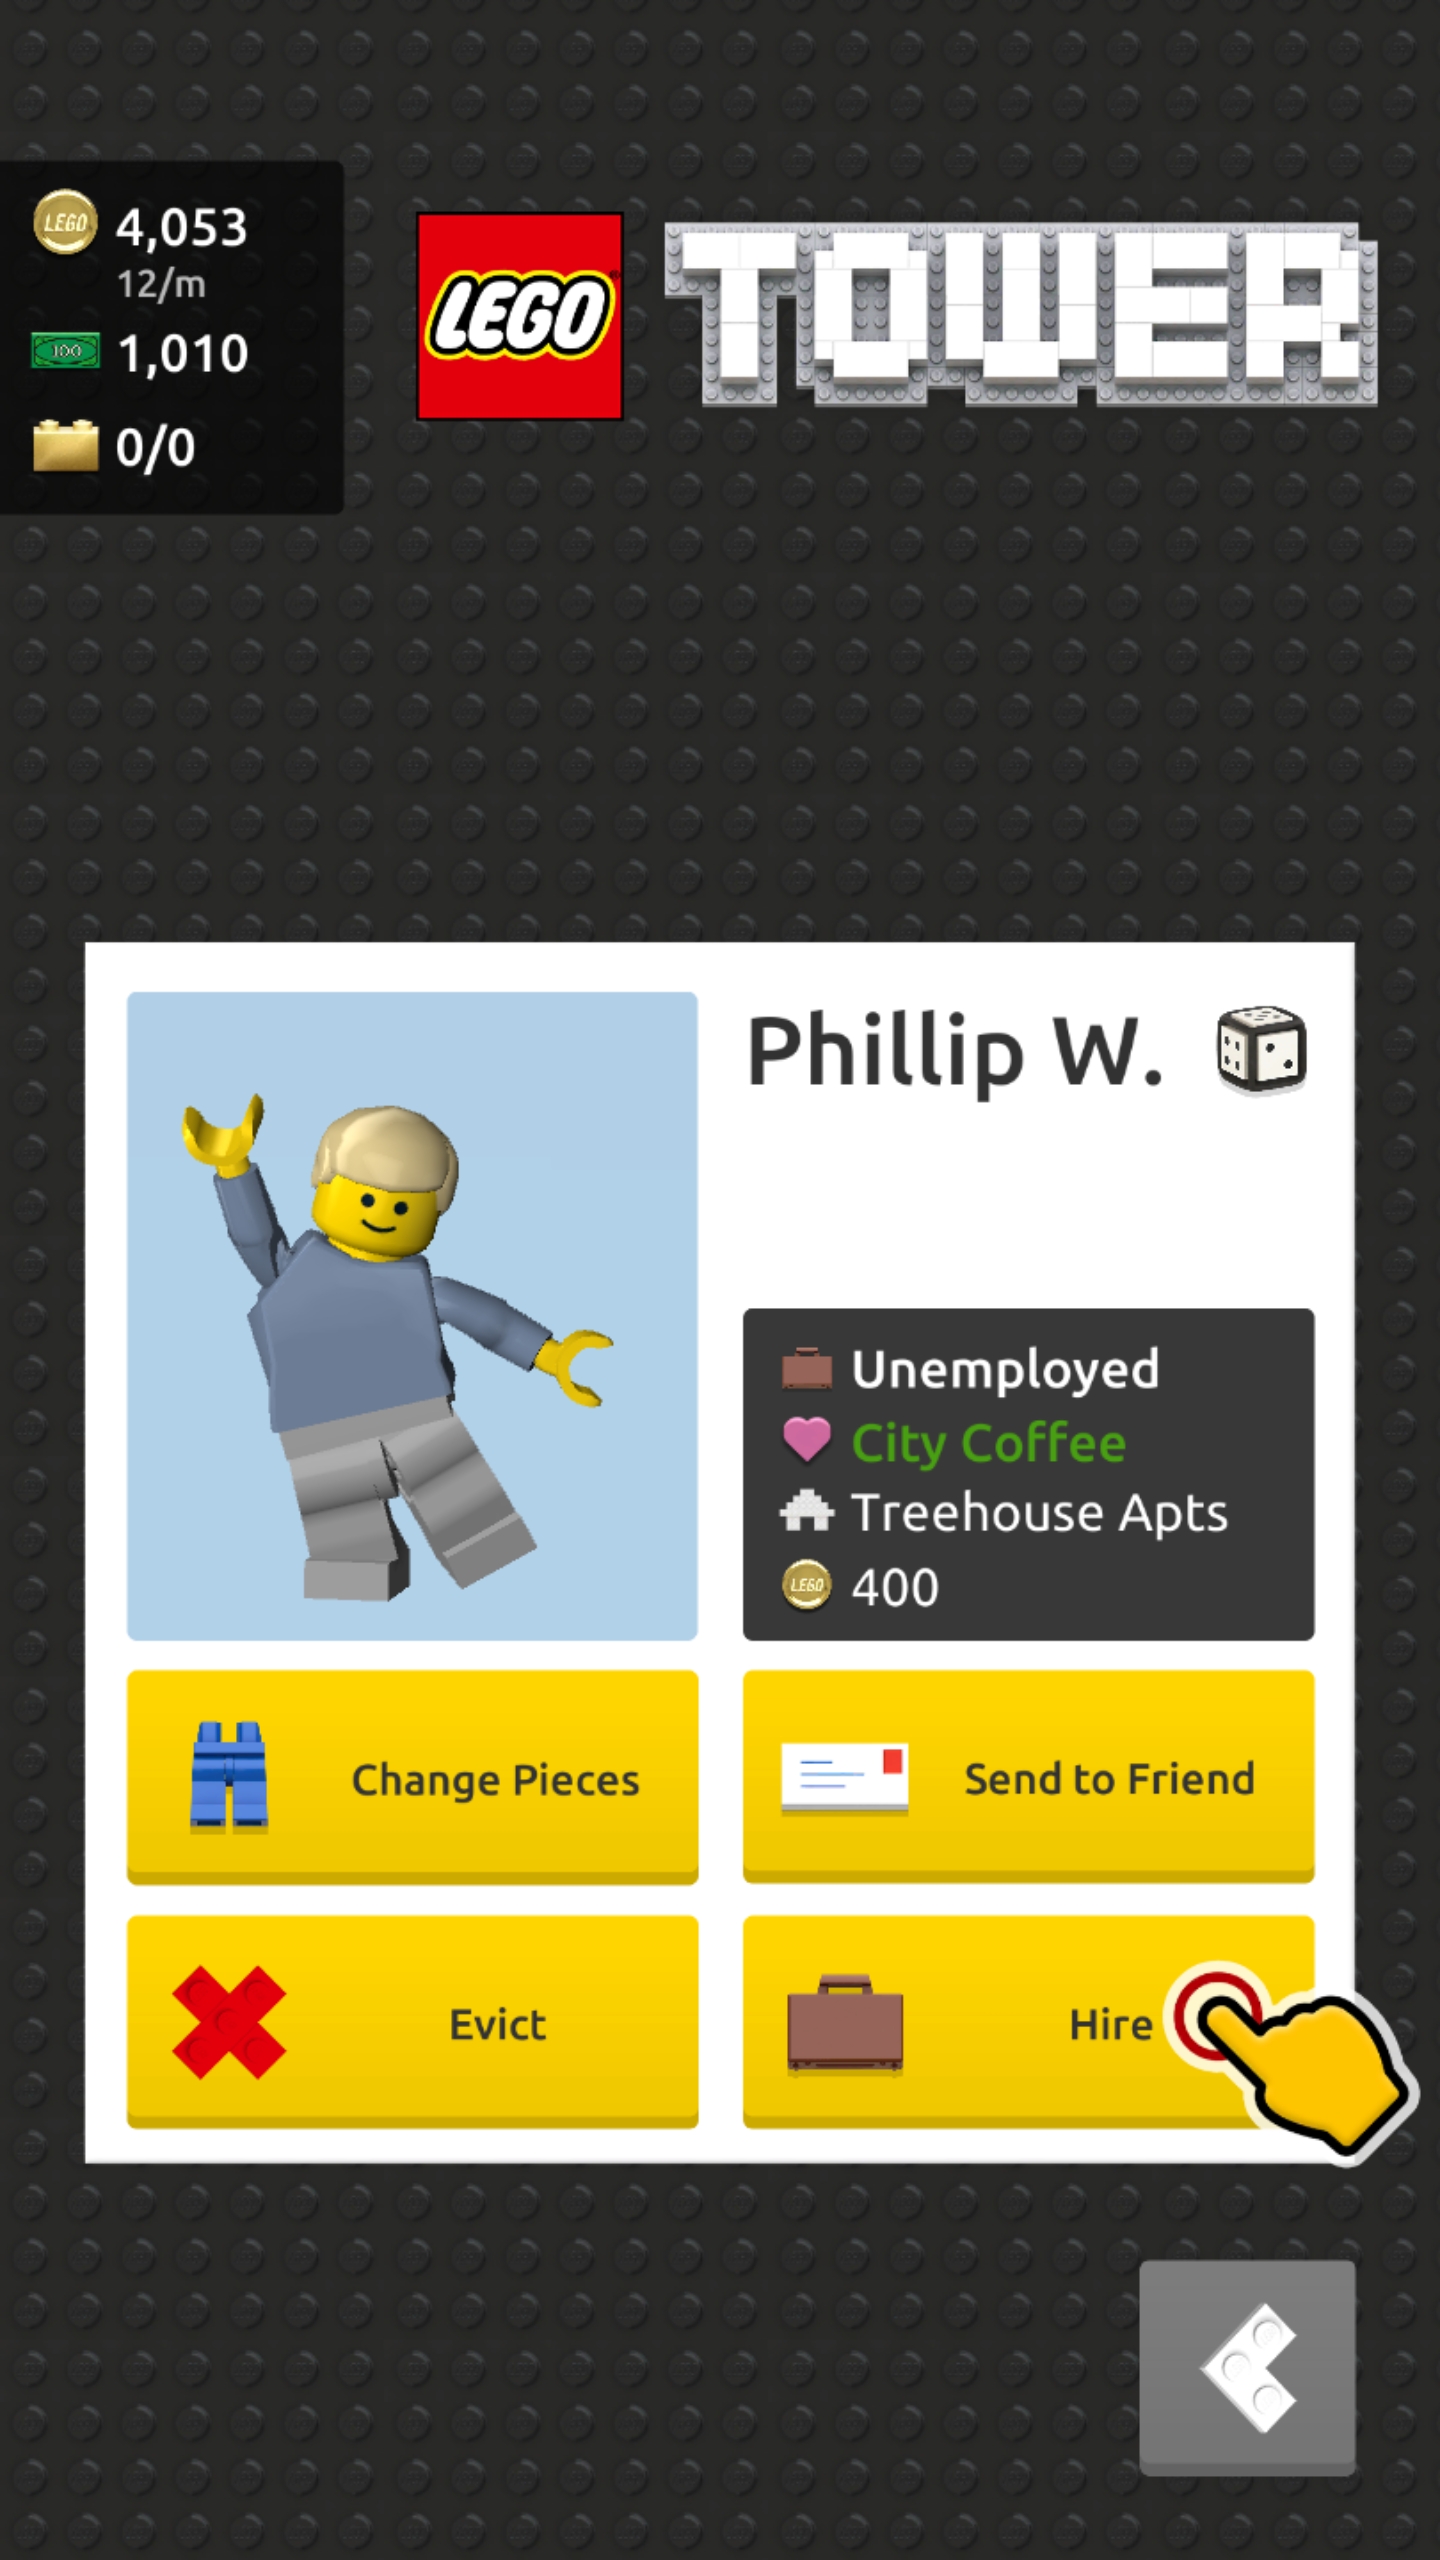 LEGO
4,053
12/m
100
1,010
0/0
LEGO
TOWER
Phillip W.
Unemployed
City Coffee
Treehouse Apts
LEGO
400
Change Pieces
Send to Friend
Evict
Hire